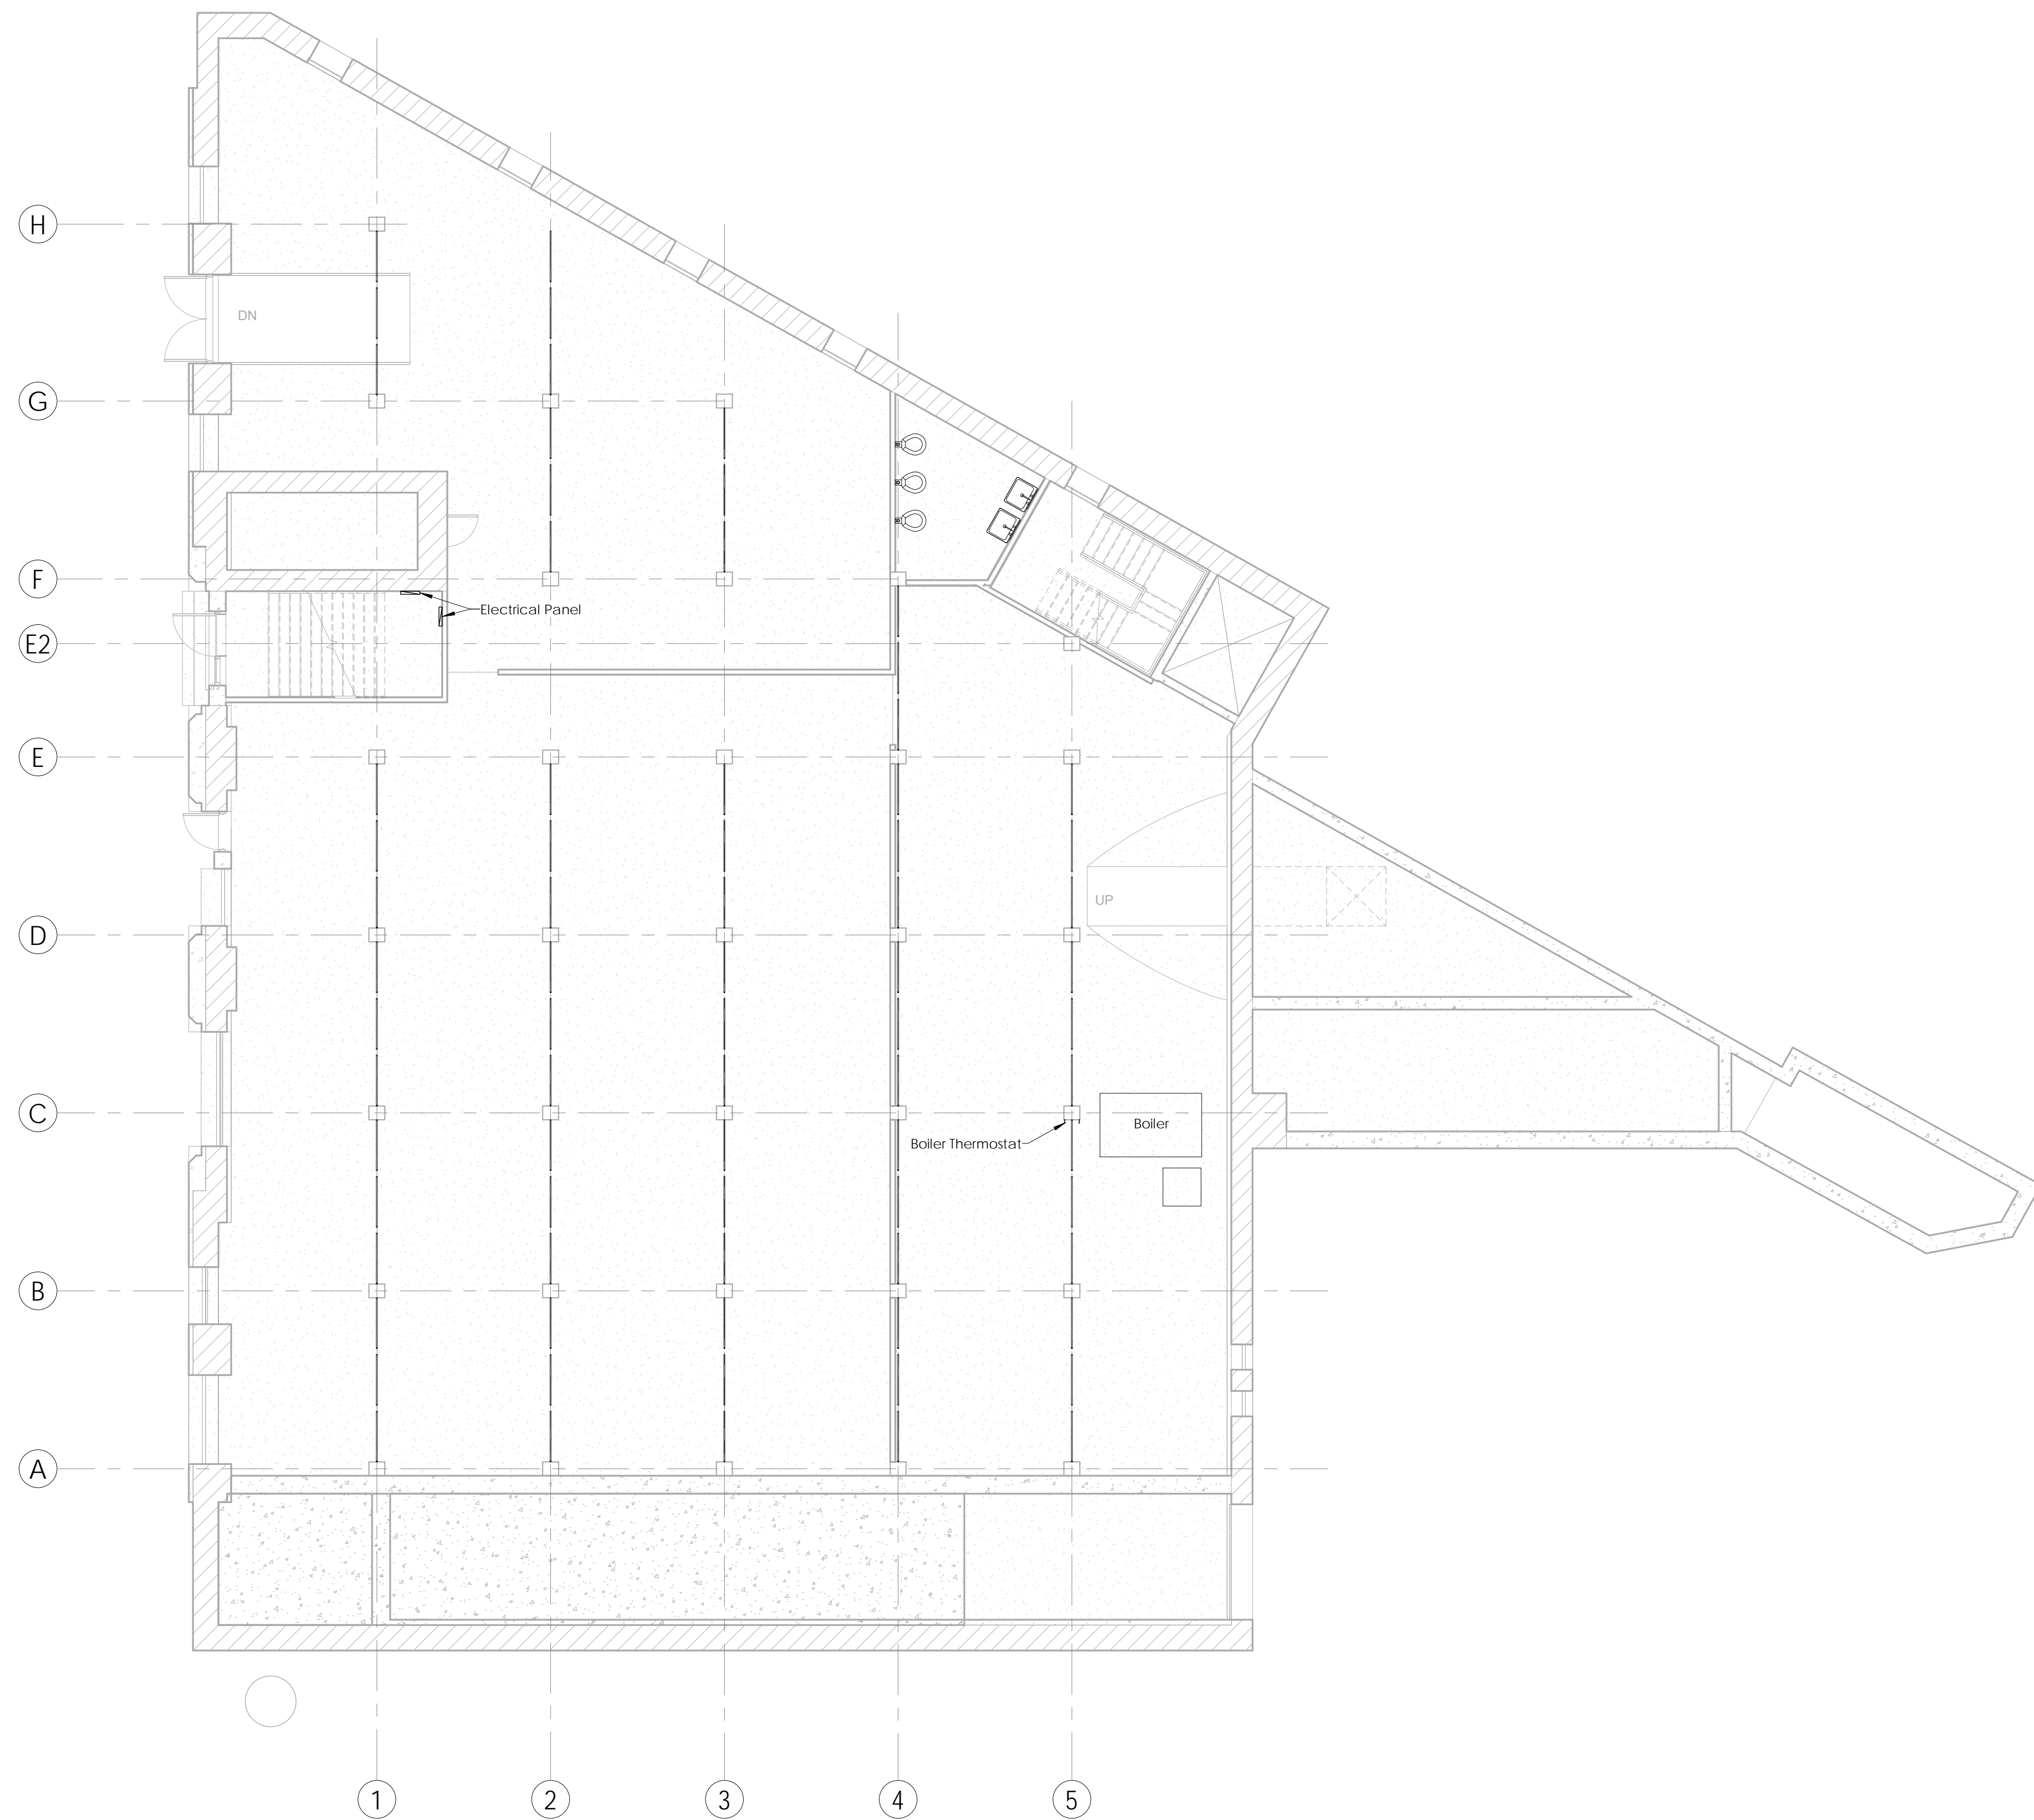 H
DN
G
F
Electrical Panel
E2
E
UP
D
C
Boiler
Boiler Thermostat
B
A
1 2 3 4 5